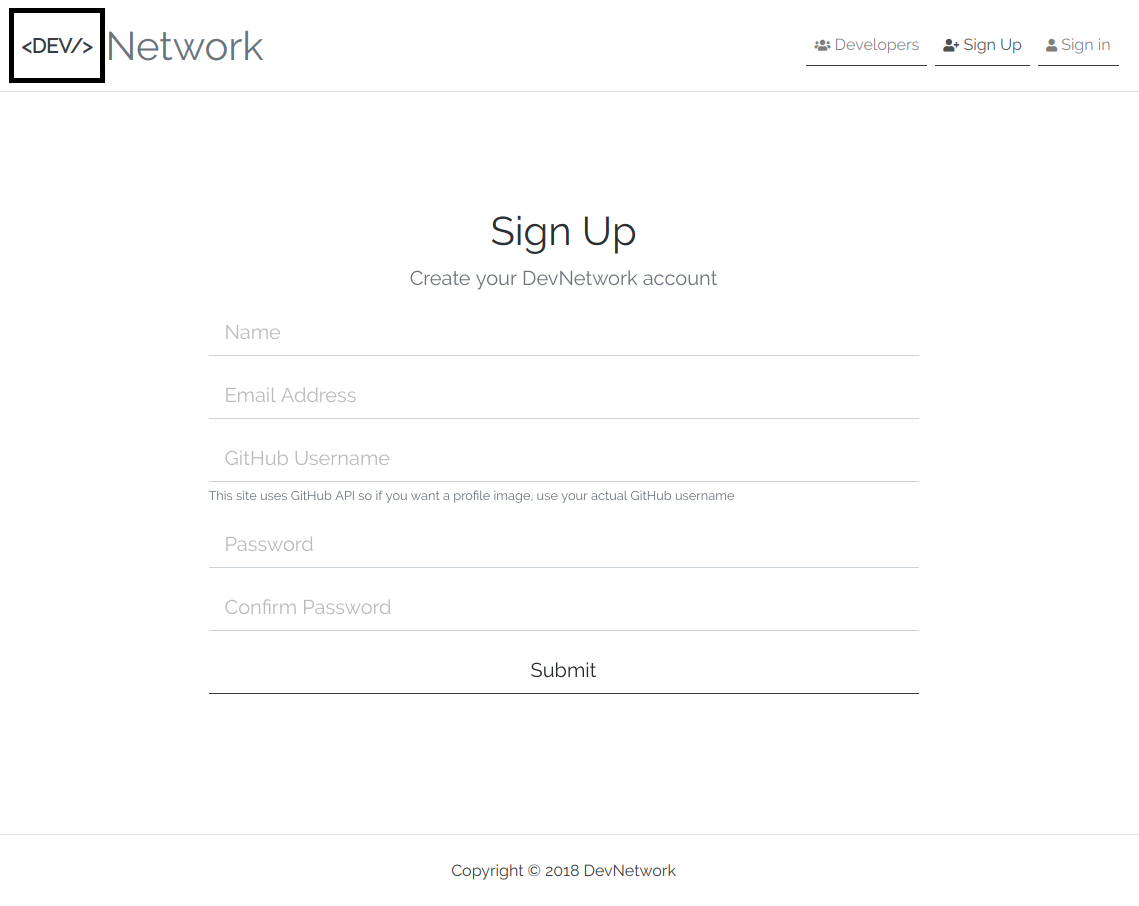 <DEV/> Network
Developers Sign Up Sign in
Sign Up
Create your DevNetwork account
Name
Email Address
GitHub Username
This site uses GitHub API so if you want a profile image, use your actual GitHub username
Password
Confirm Password
Submit
Copyright © 2018 DevNetwork